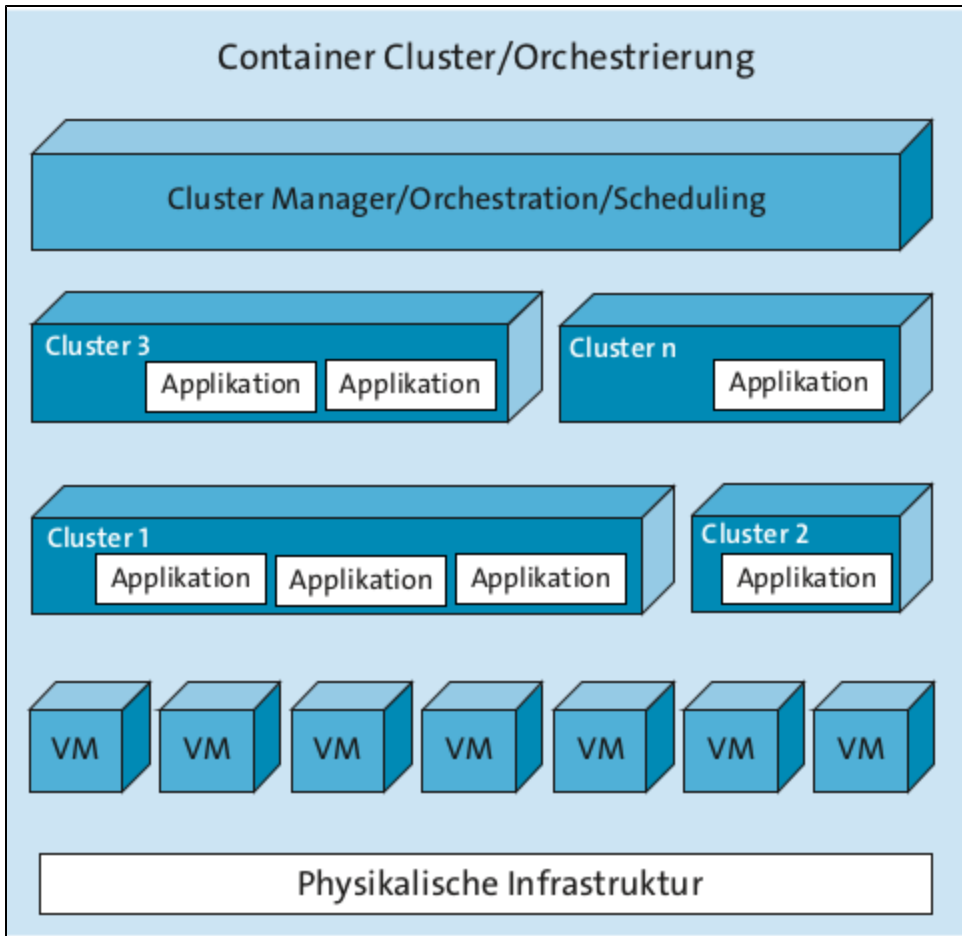 Container Cluster/Orchestrierung
Cluster Manager/Orchestration/Scheduling
Cluster 3
Applikation
Applikation
Cluster n
Applikation
Cluster 1
Applikation
Applikation
Applikation
Cluster 2
Applikation
VM
VM
VM
VM
VM
VM
VM
Physikalische Infrastruktur